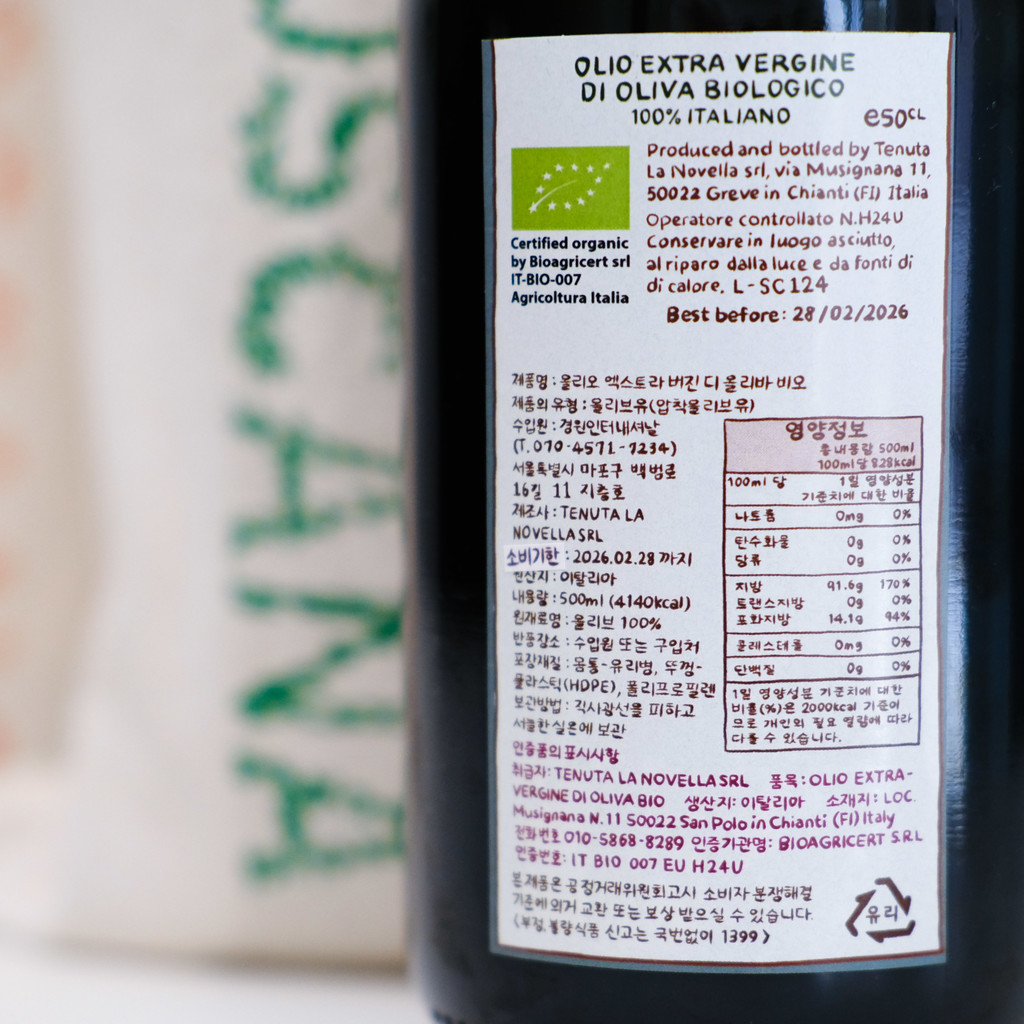 USCANA
OLIO EXTRA VERGINE
DI OLIVA BIOLOGICO
100% ITALIANO
e50CL
Certified organic
by Bioagricert srl
IT-BIO-007
Agricoltura Italia
Produced and bottled by Tenuta
La Novella srl, via Musignana 11,
50022 Greve in Chianti (FI) Italia
Operatore controllato N.H24U
Conservare in luogo asciutto,
al riparo dalla luce e da fonti di
di calore. L-SC124
Best before: 28/02/2026
제품명 : 올리오 엑스트라 버진 디 올리바 비오
제품의 유형 : 올리브유(압착올리브유)
수입원 : 경원인터내셔날
(T. 070-4571-7234)
서울특별시 마포구 백범로
16길 11 지층호
제조사 : TENUTA LA
NOVELLA SRL
소비기한 : 2026.02.28 까지
원산지 : 이탈리아
내용량 : 500ml (4140kcal)
원재료명 : 올리브 100%
반품장소 : 수입원 또는 구입처
포장재질 : 몸통-유리병, 뚜껑-
플라스틱(HDPE), 폴리프로필렌
보관방법 : 직사광선을 피하고
서늘한 실온에 보관
영양정보
총 내용량 500ml
100ml당 828kcal
100ml 당 1일 영양성분
기준치에 대한 비율
나트륨 0mg 0%
탄수화물 0g 0%
당류 0g 0%
지방 91.6g 170%
트랜스지방 0g 0%
포화지방 14.1g 94%
콜레스테롤 0mg 0%
단백질 0g 0%
1일 영양성분 기준치에 대한
비율(%)은 2000kcal 기준이
므로 개인의 필요 열량에 따라
다를 수 있습니다.
인증품의 표시사항
취급자: TENUTA LA NOVELLA SRL 품목: OLIO EXTRA-
VERGINE DI OLIVA BIO 생산지: 이탈리아 소재지: LOC.
Musignana N.11 50022 San Polo in Chianti (FI) Italy
전화번호 010-5868-8289 인증기관명: BIOAGRICERT S.R.L
인증번호: IT BIO 007 EU H24U
본 제품은 공정거래위원회고시 소비자 분쟁해결
기준에 의거 교환 또는 보상 받으실 수 있습니다.
(부정,불량식품 신고는 국번없이 1399)
유리